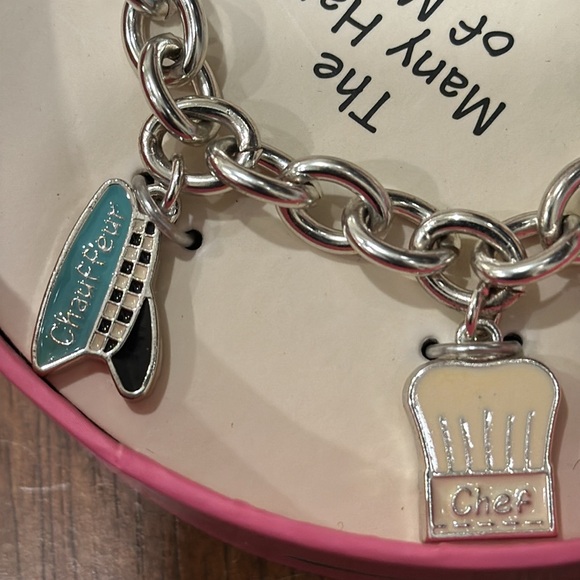 The
Many
of
Chauffeur
Chef